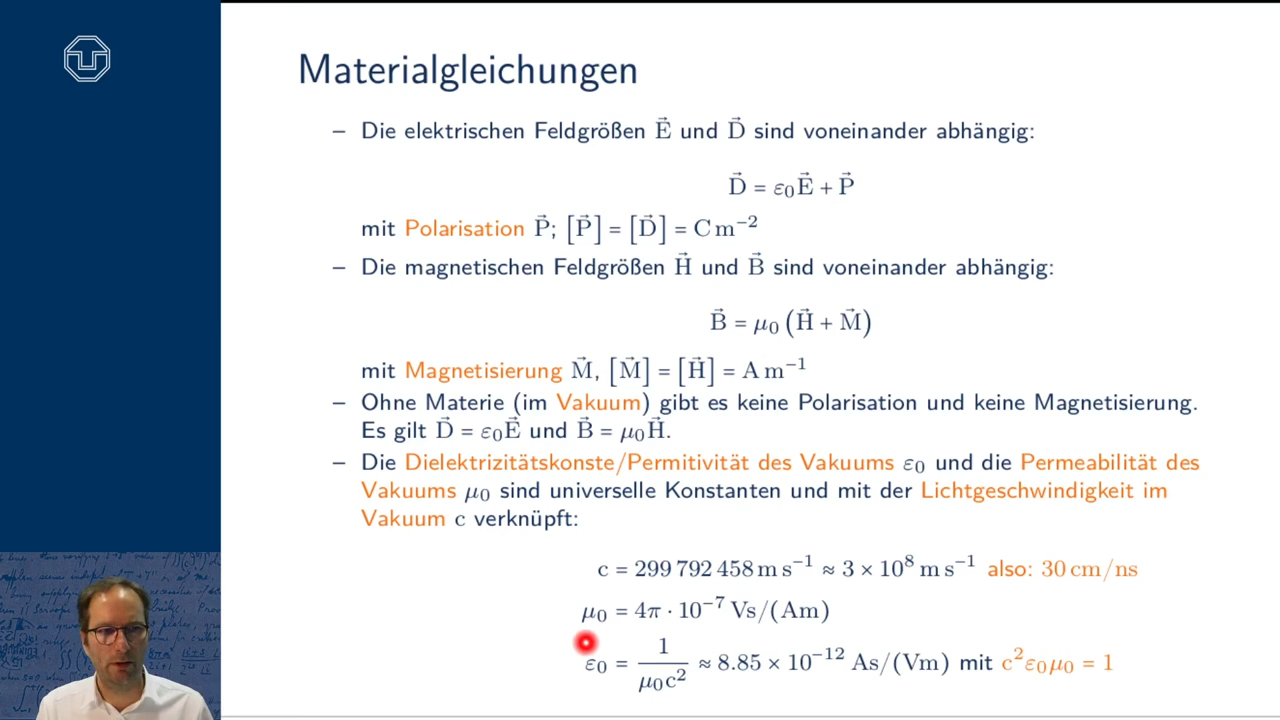 Materialgleichungen
– Die elektrischen Feldgrößen E⃗ und D⃗ sind voneinander abhängig:
D⃗ = ε₀E⃗ + P⃗
mit Polarisation P⃗; [P⃗] = [D⃗] = C m⁻²
– Die magnetischen Feldgrößen H⃗ und B⃗ sind voneinander abhängig:
B⃗ = μ₀ (H⃗ + M⃗)
mit Magnetisierung M⃗, [M⃗] = [H⃗] = A m⁻¹
– Ohne Materie (im Vakuum) gibt es keine Polarisation und keine Magnetisierung.
Es gilt D⃗ = ε₀E⃗ und B⃗ = μ₀H⃗.
– Die Dielektrizitätskonste/Permitivität des Vakuums ε₀ und die Permeabilität des
Vakuums μ₀ sind universelle Konstanten und mit der Lichtgeschwindigkeit im
Vakuum c verknüpft:
c = 299 792 458 m s⁻¹ ≈ 3 × 10⁸ m s⁻¹ also: 30 cm/ns
μ₀ = 4π · 10⁻⁷ Vs/(Am)
ε₀ = 1/(μ₀c²) ≈ 8.85 × 10⁻¹² As/(Vm) mit c²ε₀μ₀ = 1